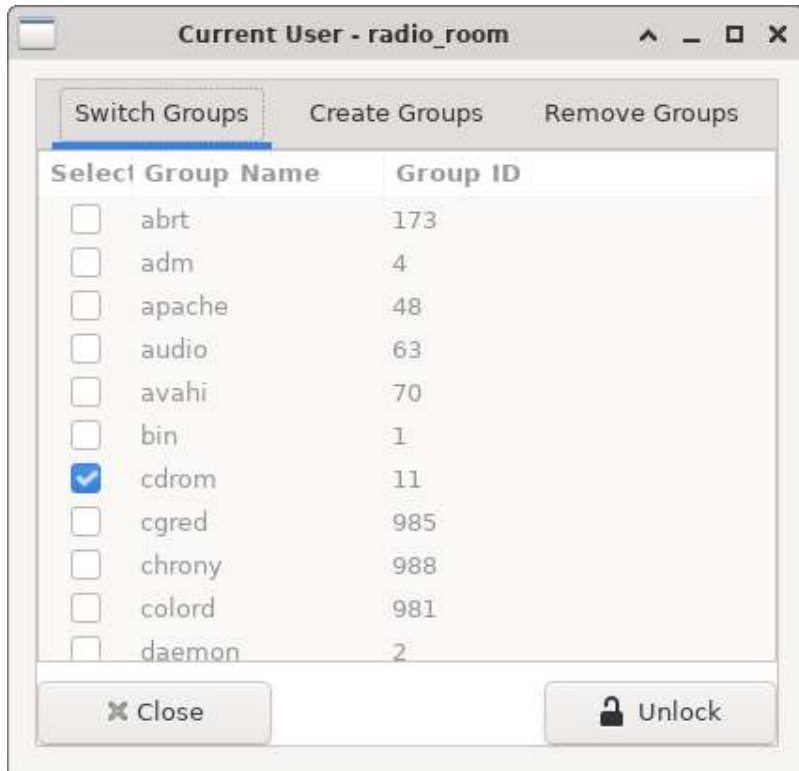 Current User - radio_room
Switch Groups Create Groups Remove Groups
Select Group Name Group ID
abrt 173
adm 4
apache 48
audio 63
avahi 70
bin 1
cdrom 11
cgred 985
chrony 988
colord 981
daemon 2
Close Unlock